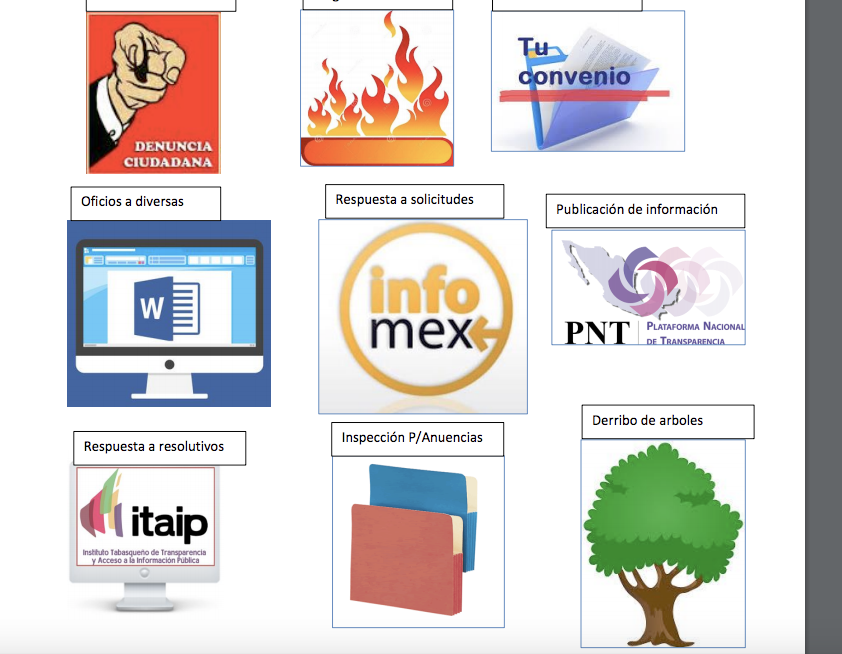 DENUNCIA
CIUDADANA
Tu
convenio
Oficios a diversas
Respuesta a solicitudes
Publicación de información
W
info
mex
PNT
PLATAFORMA NACIONAL
DE TRANSPARENCIA
Respuesta a resolutivos
Inspección P/Anuencias
Derribo de arboles
itaip
Instituto Tabasqueño de Transparencia
y Acceso a la Información Pública